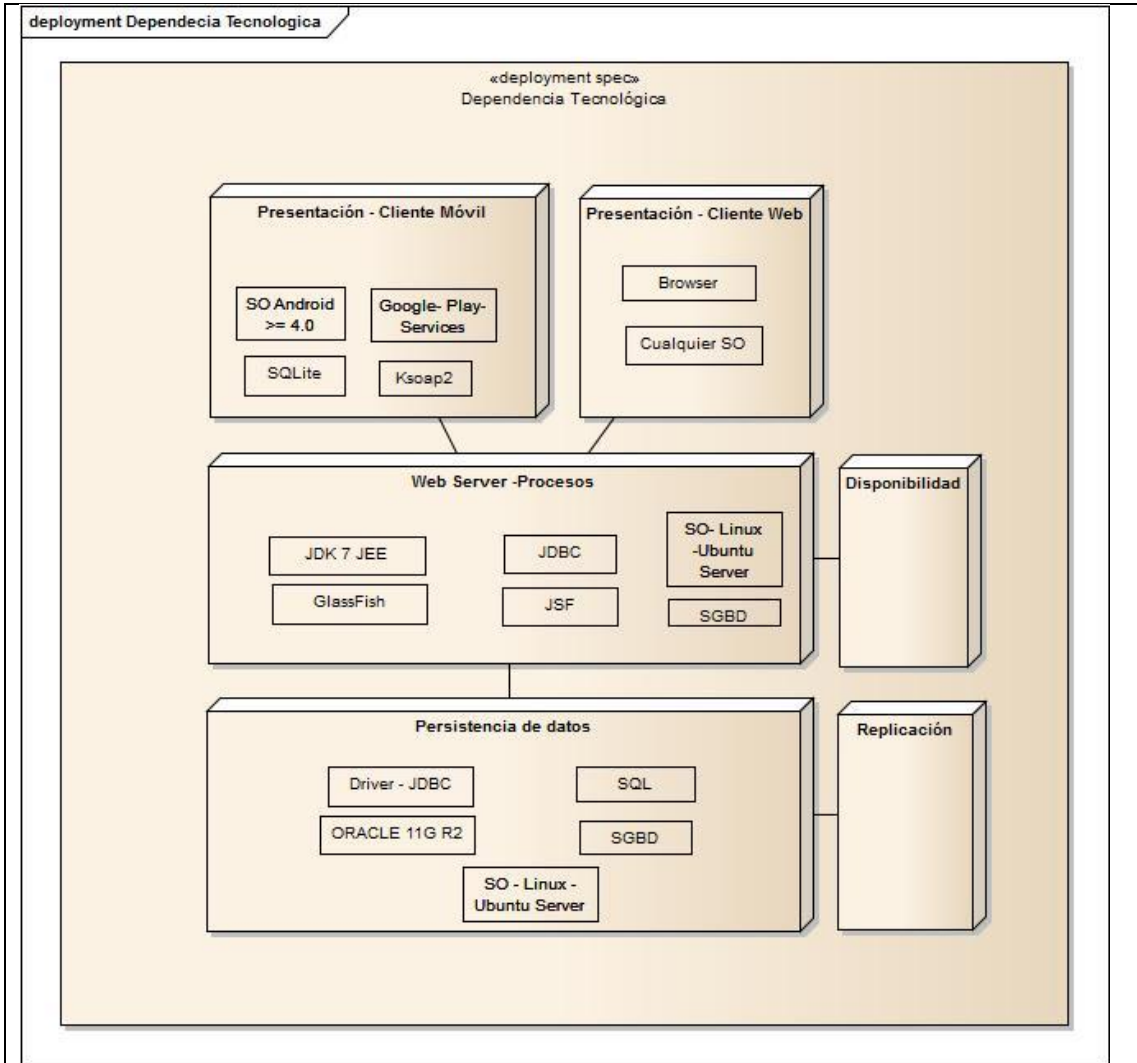 deployment Dependecia Tecnologica
«deployment spec»
Dependencia Tecnológica
Presentación - Cliente Móvil
SO Android
>= 4.0
Google- Play-
Services
SQLite
Ksoap2
Presentación - Cliente Web
Browser
Cualquier SO
Web Server -Procesos
JDK 7 JEE
JDBC
SO- Linux
-Ubuntu
Server
GlassFish
JSF
SGBD
Disponibilidad
Persistencia de datos
Driver - JDBC
SQL
ORACLE 11G R2
SGBD
SO - Linux -
Ubuntu Server
Replicación